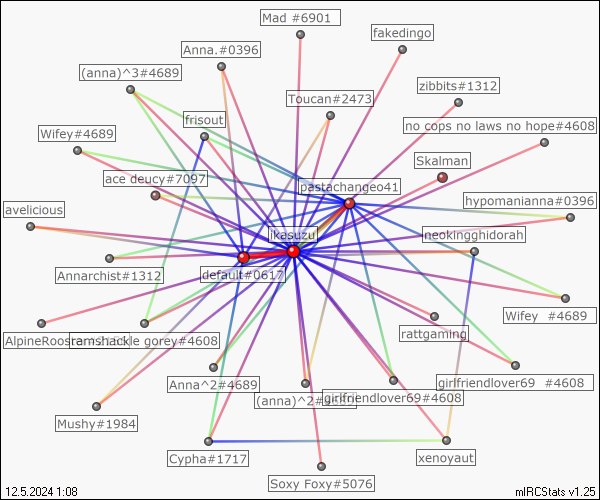 Mad #6901
fakedingo
Anna.#0396
(anna)^3#4689
zibbits#1312
Toucan#2473
frisout
no cops no laws no hope#4608
Wifey#4689
Skalman
ace deucy#7097
pastachangeo41
hypomanianna#0396
avelicious
ikasuzu
neokingghidorah
Annarchist#1312
default#0617
Wifey #4689
AlpineRoos
ramshackle gorey#4608
rattgaming
Anna^2#4689
girlfriendlover69 #4608
(anna)^2#
girlfriendlover69#4608
Mushy#1984
Cypha#1717
xenoyaut
Soxy Foxy#5076
12.5.2024 1:08
mIRCStats v1.25